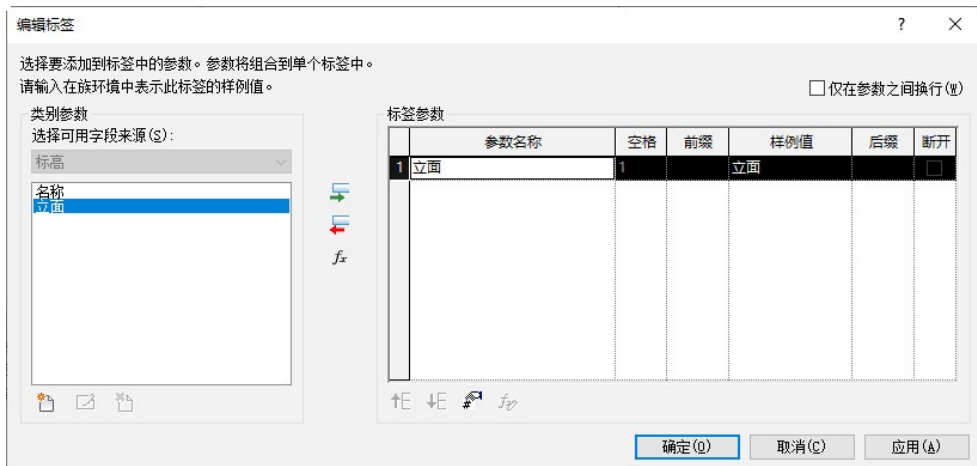 编辑标签
?
×
选择要添加到标签中的参数。参数将组合到单个标签中。
请输入在族环境中表示此标签的样例值。
仅在参数之间换行(W)
类别参数
选择可用字段来源(S):
标高
名称
立面
fx
标签参数
参数名称 空格 前缀 样例值 后缀 断开
1 立面 1 立面
确定(O) 取消(C) 应用(A)